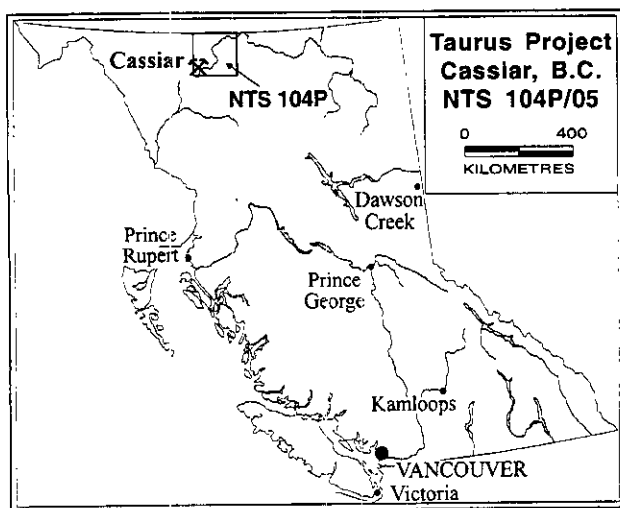 Taurus Project
Cassiar, B.C.
NTS 104P/05
0 400
KILOMETRES
Cassiar
NTS 104P
Dawson
Creek
Prince
Rupert
Prince
George
Kamloops
VANCOUVER
Victoria